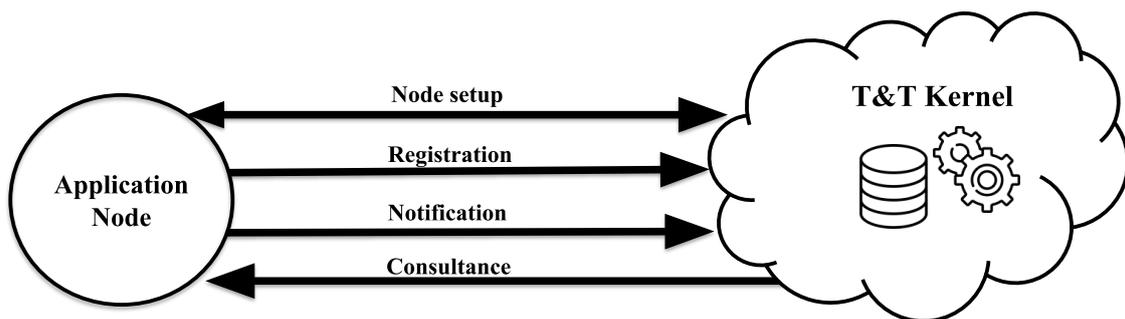 Node setup
T&T Kernel
Registration
Application
Node
Notification
Consultance